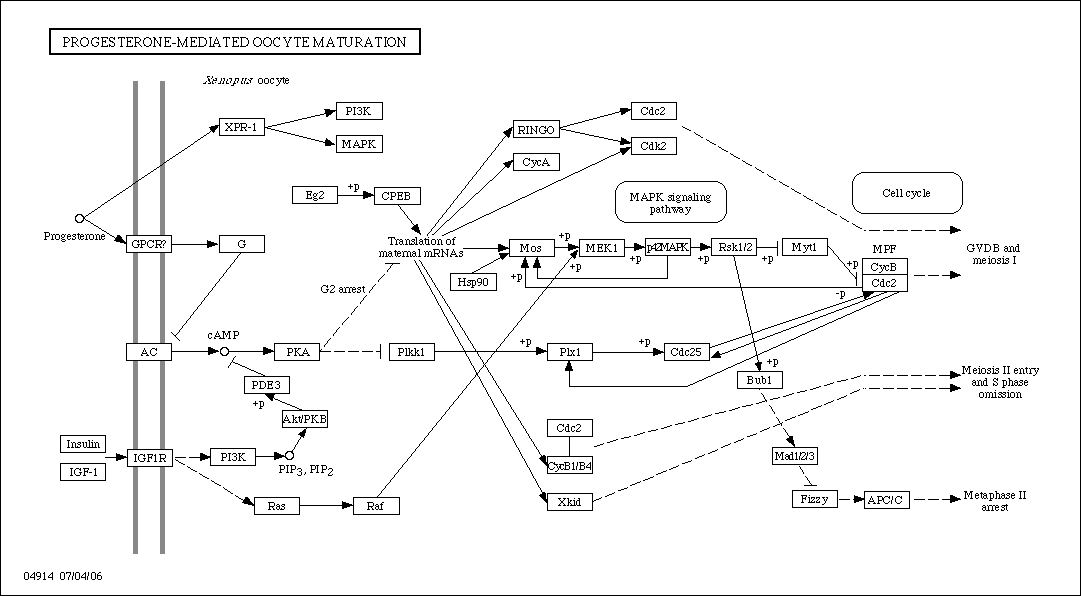 PROGESTERONE-MEDIATED OOCYTE MATURATION
Xenopus oocyte
PI3K
XPR-1
MAPK
Cdc2
RINGO
Cdk2
CycA
Eg2
+p
CPEB
MAPK signaling
pathway
Cell cycle
Progesterone
GPCR?
G
Translation of
maternal mRNAs
Mos
+p
MEK1
+p
p42MAPK
+p
Rsk1/2
+p
Myt1
+p
MPF
CycB
Cdc2
GVDB and
meiosis I
Hsp90
+p
+p
-p
G2 arrest
AC
cAMP
PKA
Plkk1
+p
Plx1
+p
Cdc25
PDE3
+p
Akt/PKB
+p
Bub1
Meiosis II entry
and S phase
omission
Insulin
IGF-1
IGF1R
PI3K
PIP3, PIP2
Cdc2
CycB1/B4
Mad1/2/3
Ras
Raf
Xkid
Fizzy
APC/C
Metaphase II
arrest
04914 07/04/06